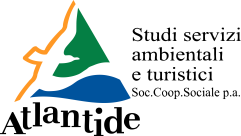 Studi servizi
ambientali
e turistici
Soc.Coop.Sociale p.a.
Atlantide